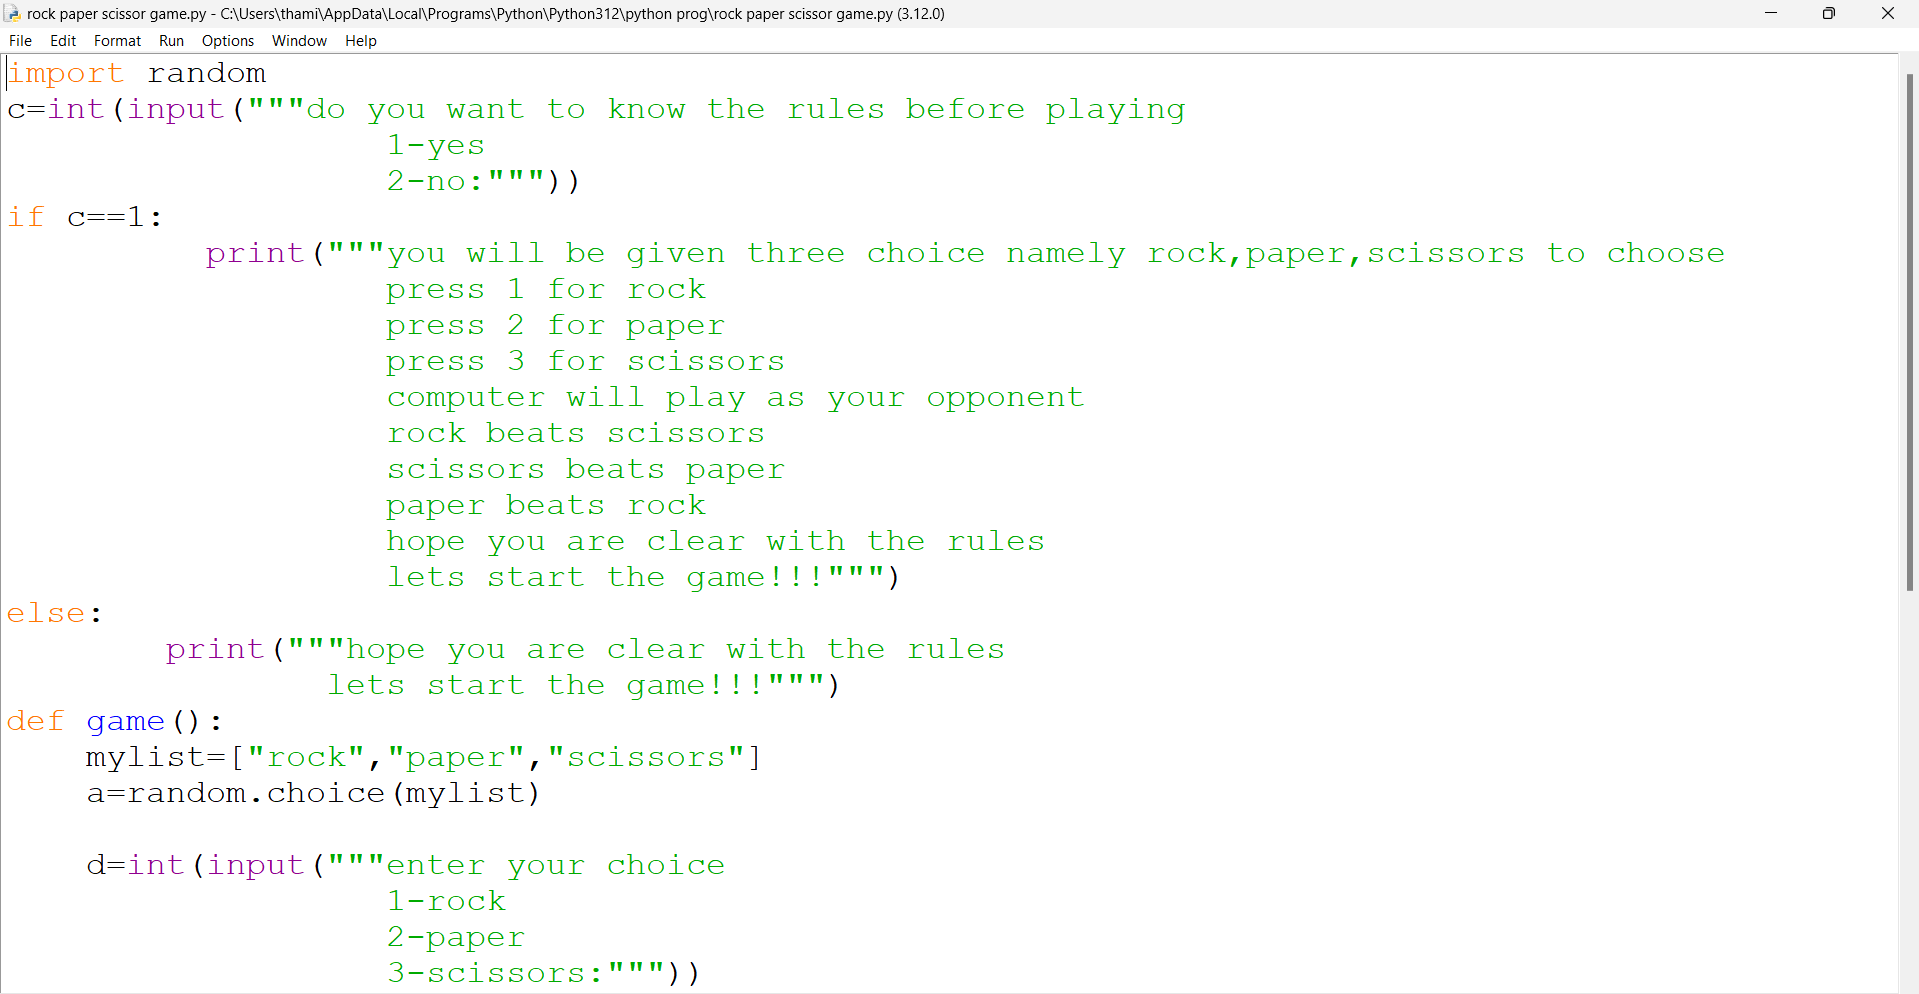 rock paper scissor game.py - C:\Users\thami\AppData\Local\Programs\Python\Python312\python prog\rock paper scissor game.py (3.12.0)
File Edit Format Run Options Window Help
import random
c=int(input("""do you want to know the rules before playing
                   1-yes
                   2-no:"""))
if c==1:
          print("""you will be given three choice namely rock,paper,scissors to choose
                   press 1 for rock
                   press 2 for paper
                   press 3 for scissors
                   computer will play as your opponent
                   rock beats scissors
                   scissors beats paper
                   paper beats rock
                   hope you are clear with the rules
                   lets start the game!!!""")
else:
        print("""hope you are clear with the rules
                lets start the game!!!""")
def game():
    mylist=["rock","paper","scissors"]
    a=random.choice(mylist)

    d=int(input("""enter your choice
                   1-rock
                   2-paper
                   3-scissors:"""))